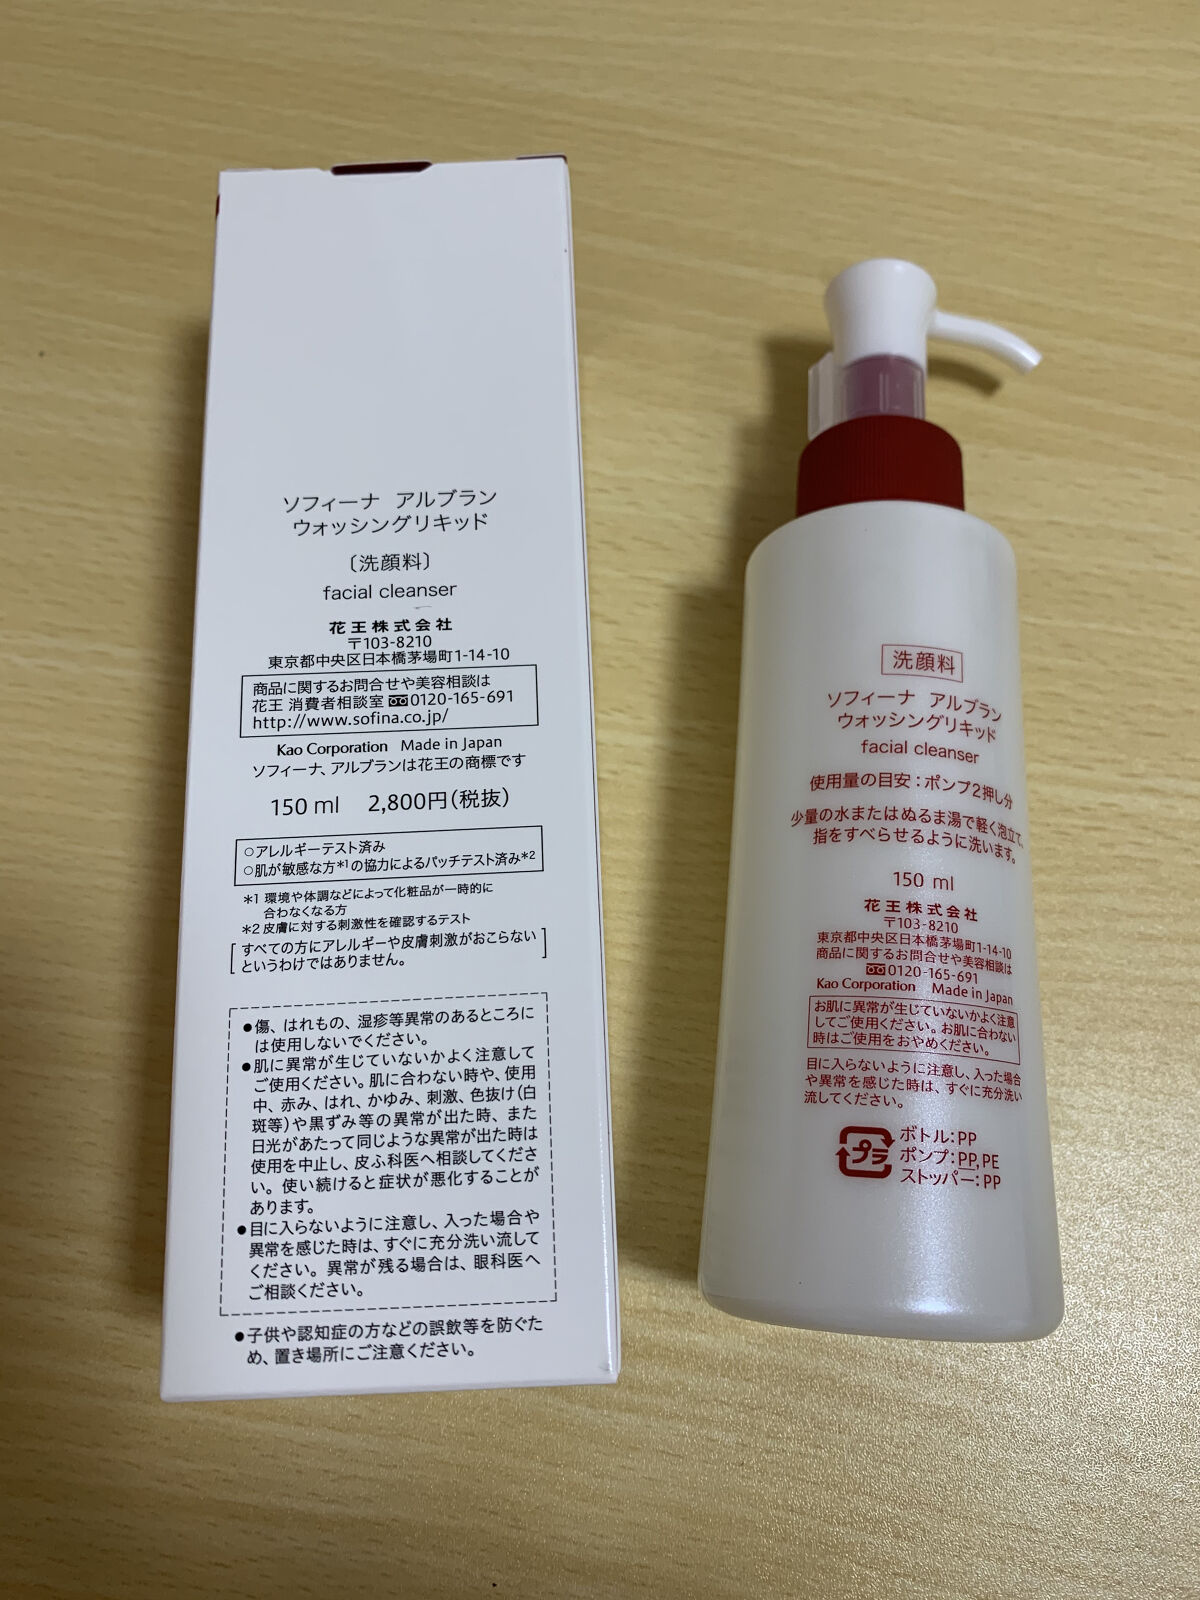 ソフィーナ アルブラン
ウォッシングリキッド
〔洗顔料〕
facial cleanser
花王株式会社
〒103-8210
東京都中央区日本橋茅場町1-14-10
商品に関するお問合せや美容相談は
花王 消費者相談室 0120-165-691
http://www.sofina.co.jp/
Kao Corporation Made in Japan
ソフィーナ、アルブランは花王の商標です
150 ml 2,800円(税抜)
○アレルギーテスト済み
○肌が敏感な方*1の協力によるパッチテスト済み*2
*1 環境や体調などによって化粧品が一時的に
合わなくなる方
*2 皮膚に対する刺激性を確認するテスト
[すべての方にアレルギーや皮膚刺激がおこらない
というわけではありません。]
●傷、はれもの、湿疹等異常のあるところに
は使用しないでください。
●肌に異常が生じていないかよく注意して
ご使用ください。肌に合わない時や、使用
中、赤み、はれ、かゆみ、刺激、色抜け(白
斑等)や黒ずみ等の異常が出た時、また
日光があたって同じような異常が出た時は
使用を中止し、皮ふ科医へ相談してくださ
い。使い続けると症状が悪化することが
あります。
●目に入らないように注意し、入った場合や
異常を感じた時は、すぐに充分洗い流して
ください。異常が残る場合は、眼科医へ
ご相談ください。
●子供や認知症の方などの誤飲等を防ぐた
め、置き場所にご注意ください。
洗顔料
ソフィーナ アルブラン
ウォッシングリキッド
facial cleanser
使用量の目安:ポンプ2押し分
少量の水またはぬるま湯で軽く泡立て、
指をすべらせるように洗います。
150 ml
花王株式会社
〒103-8210
東京都中央区日本橋茅場町1-14-10
商品に関するお問合せや美容相談は
0120-165-691
Kao Corporation Made in Japan
お肌に異常が生じていないかよく注意
してご使用ください。お肌に合わない
時はご使用をおやめください。
目に入らないように注意し、入った場合
や異常を感じた時は、すぐに充分洗い
流してください。
プラ
ボトル:PP
ポンプ:PP,PE
ストッパー:PP